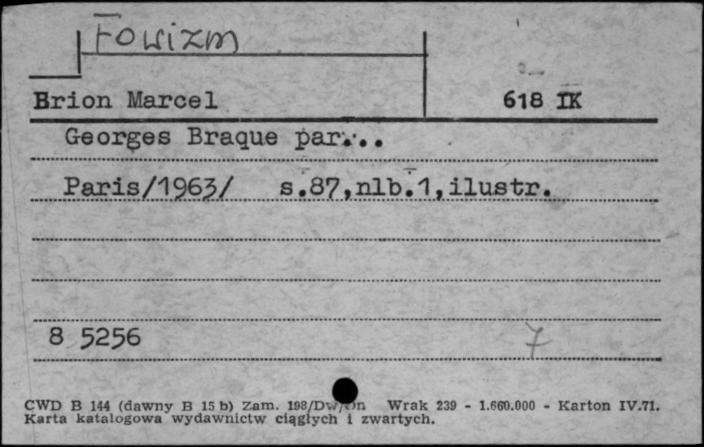 Fowizm
Brion Marcel 618 IK
Georges Braque par...
Paris/1963/ s.87,nlb.1,ilustr.
8 5256 7
CWD B 144 (dawny B 15 b) Zam. 198/Dw/ Wrak 239 - 1.660.000 - Karton IV.71.
Karta katalogowa wydawnictw ciągłych i zwartych.